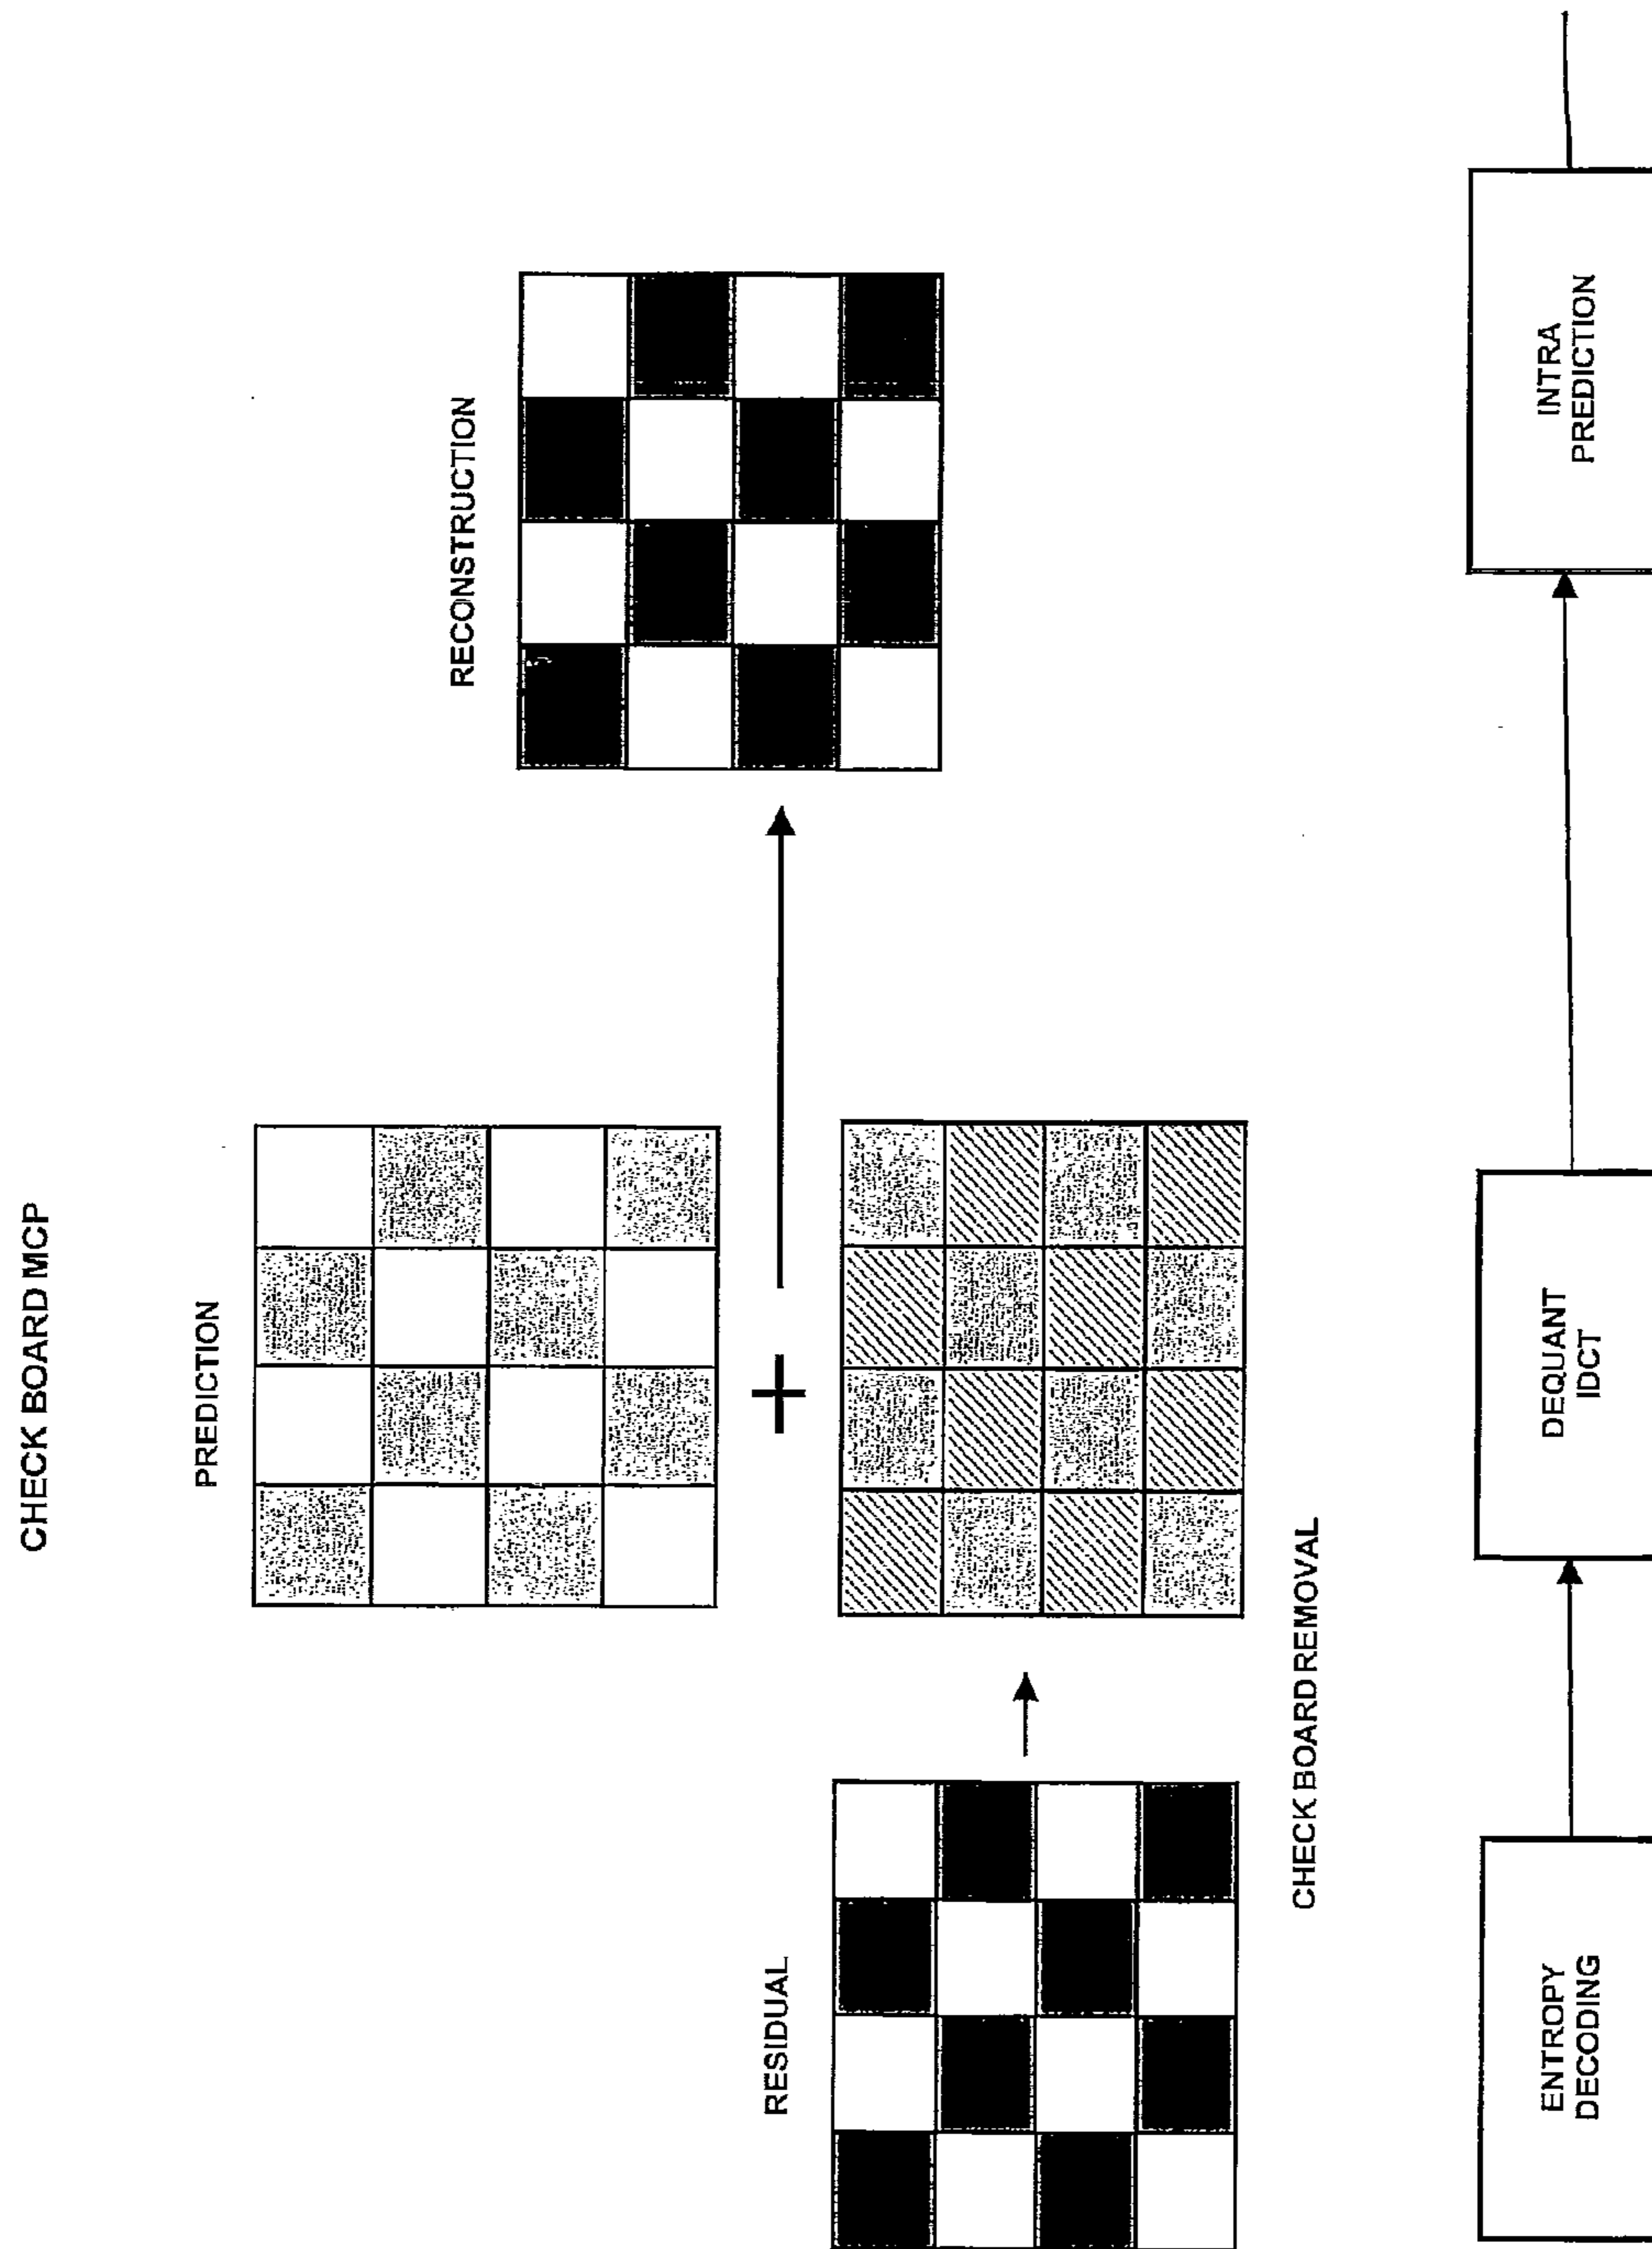 CHECK BOARD MCP
PREDICTION
RECONSTRUCTION
RESIDUAL
CHECK BOARD REMOVAL
ENTROPY
DECODING
DEQUANT
IDCT
INTRA
PREDICTION